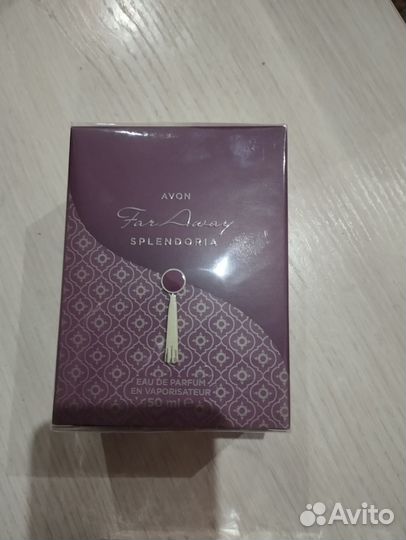 AVON
Far Away
SPLENDORIA
EAU DE PARFUM
EN VAPORISATEUR
50 ml e
Avito